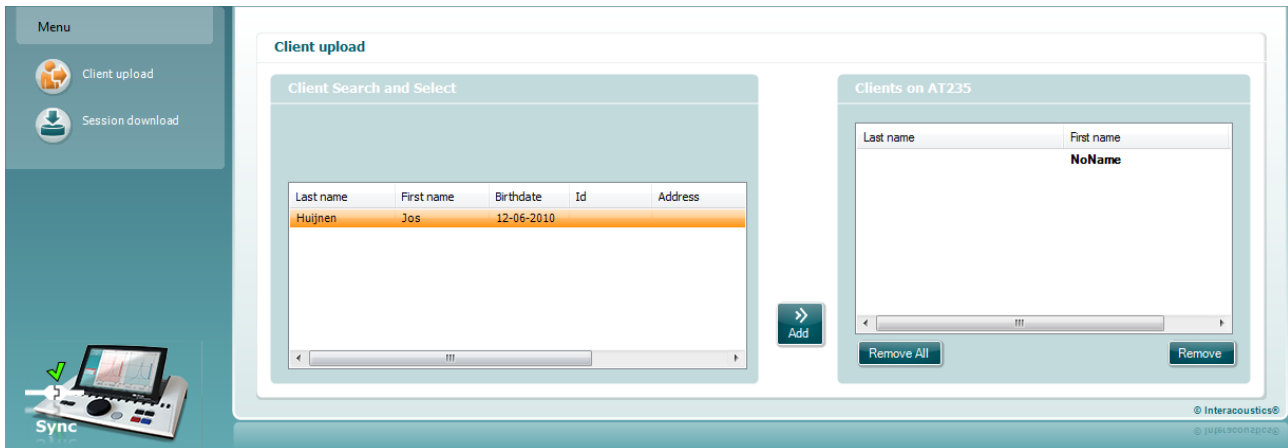 Menu
Client upload
Session download
Sync
Client upload
Client Search and Select
Last name First name Birthdate Id Address
Huijnen Jos 12-06-2010
Add
Clients on AT235
Last name First name
NoName
Remove All Remove
© Interacoustics®